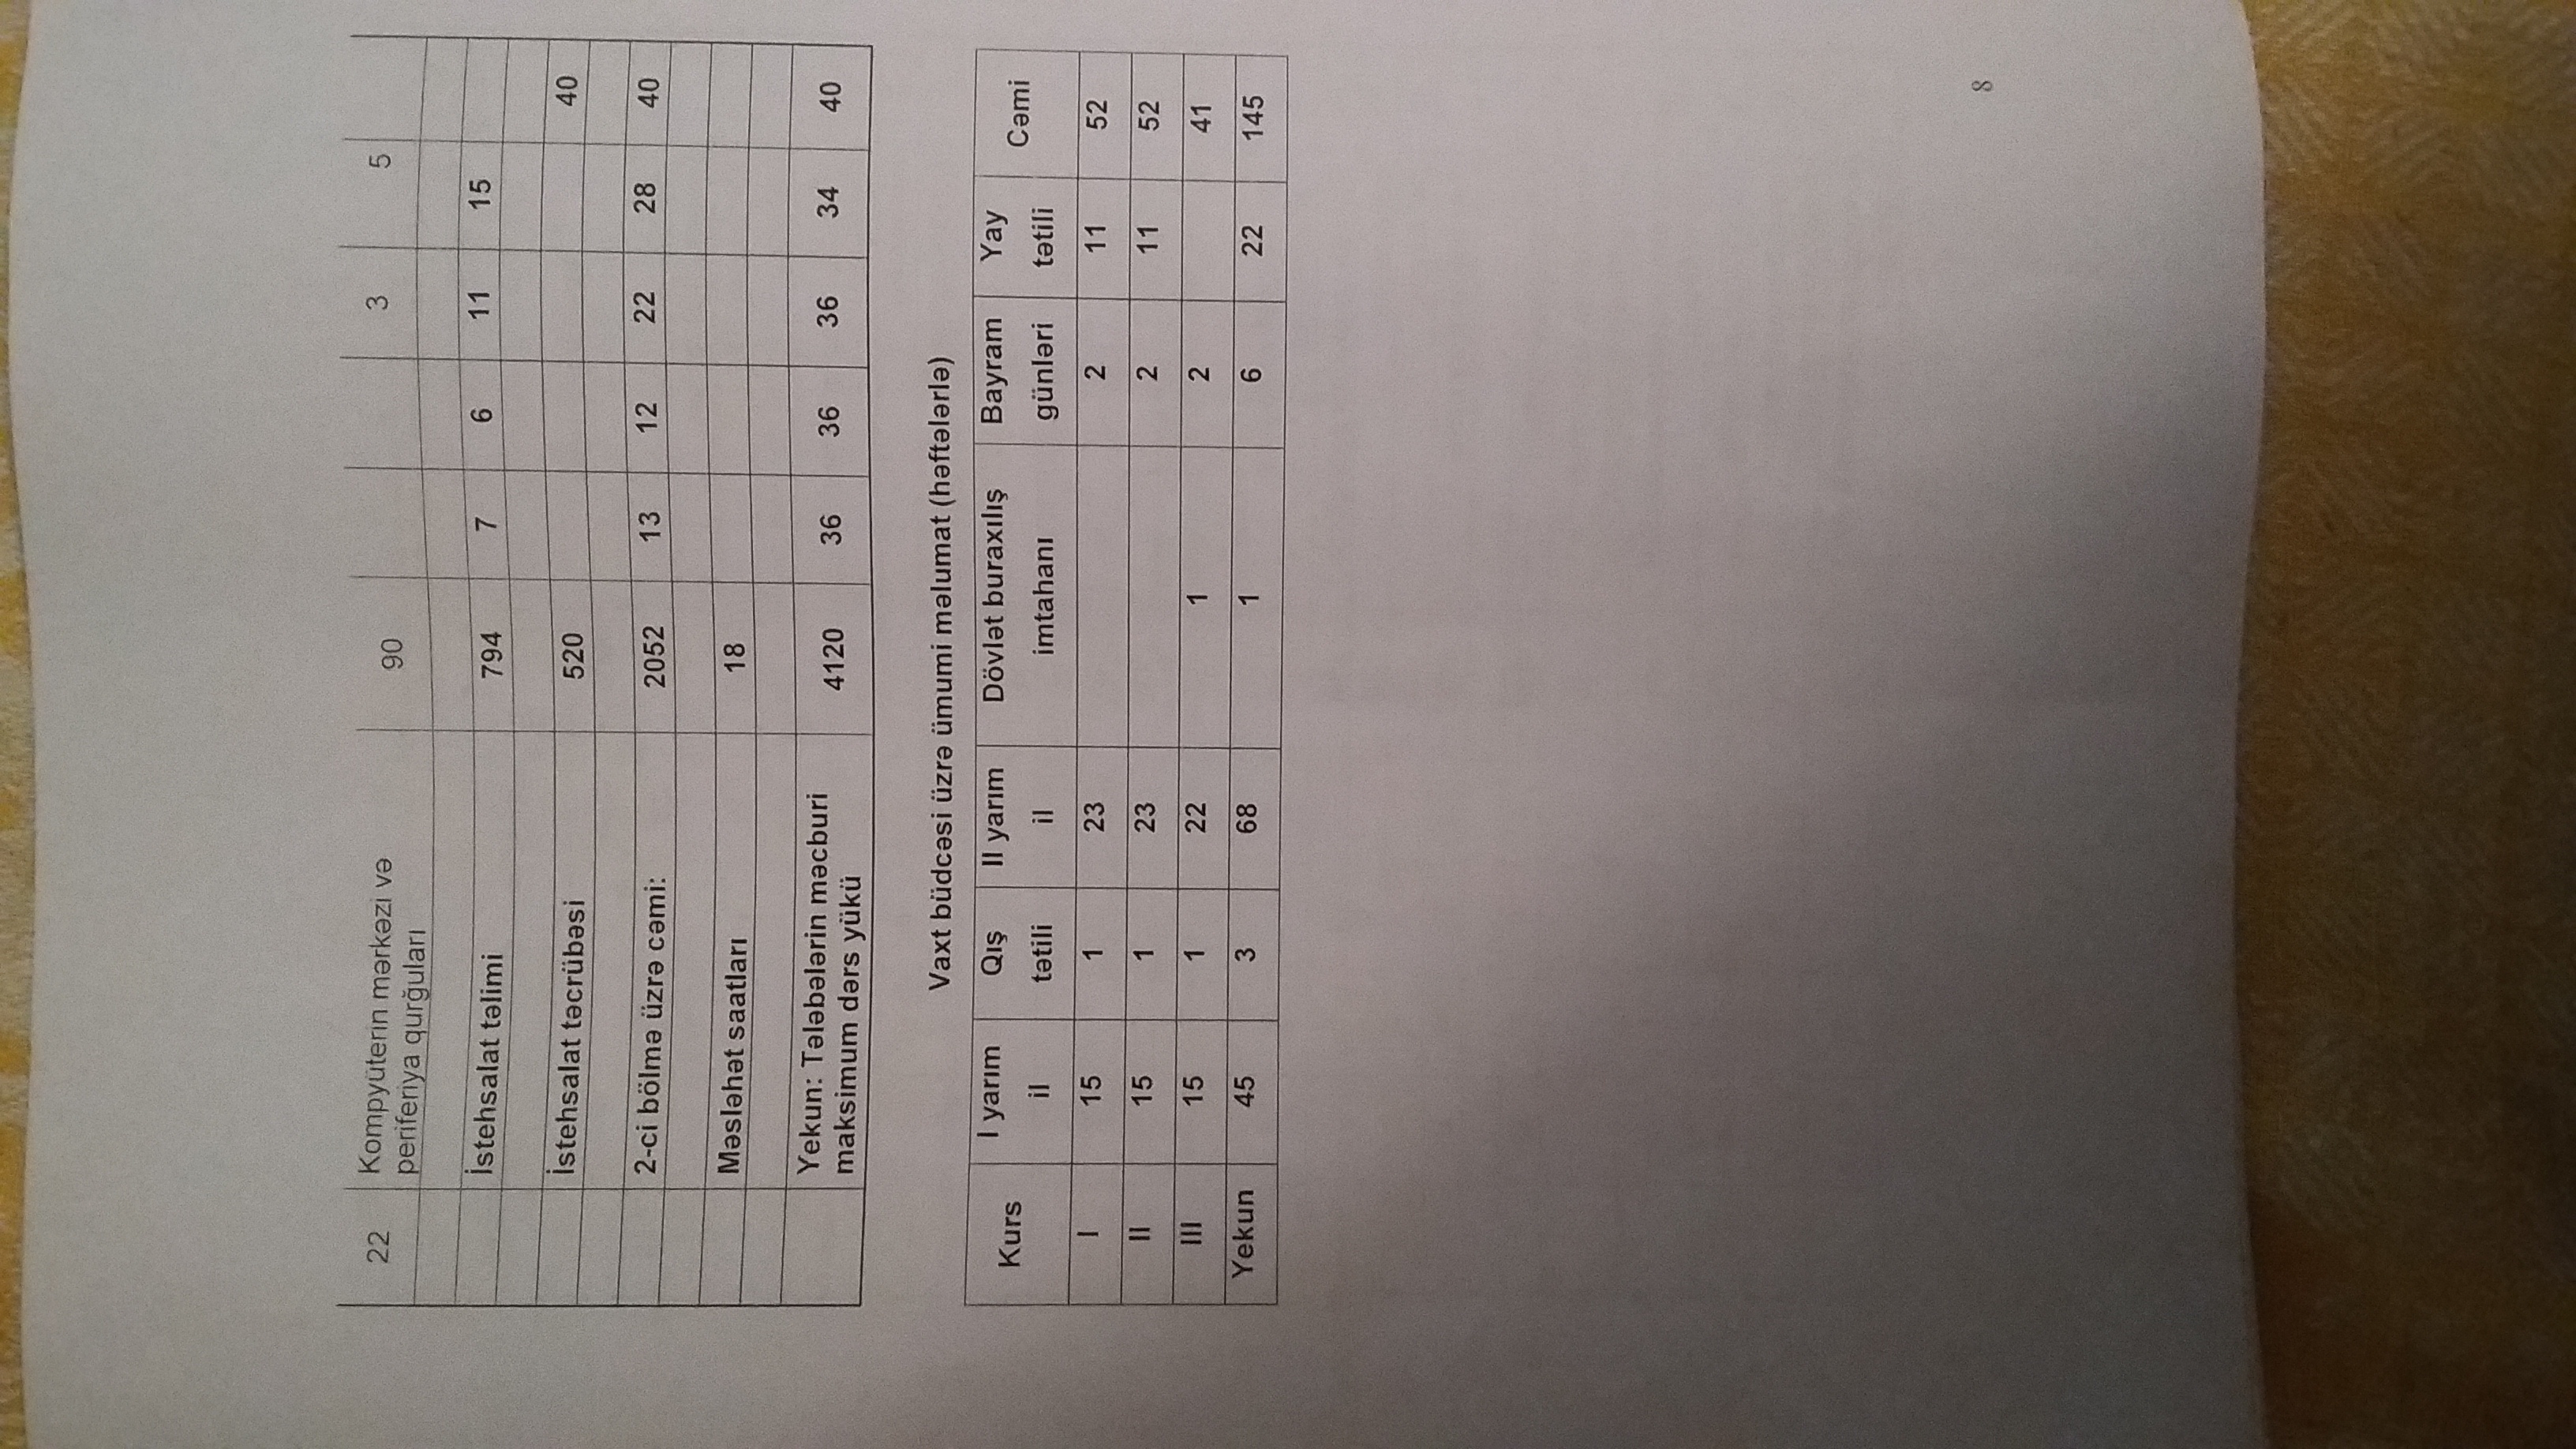 22 Kompyüterin mərkəzi və 90 3 5
periferiya qurğuları
İstehsalat təlimi 794 7 6 11 15
İstehsalat təcrübəsi 520 40
2-ci bölmə üzrə cəmi: 2052 13 12 22 28 40
Məsləhət saatları 18
Yekun: Tələbələrin məcburi 4120 36 36 36 34 40
maksimum dərs yükü
Vaxt büdcəsi üzrə ümumi məlumat (həftələrlə)
Kurs I yarım Qış II yarım Dövlət buraxılış Bayram Yay Cəmi
il tətili il imtahanı günləri tətili
I 15 1 23 2 11 52
II 15 1 23 2 11 52
III 15 1 22 1 2 41
Yekun 45 3 68 1 6 22 145
8